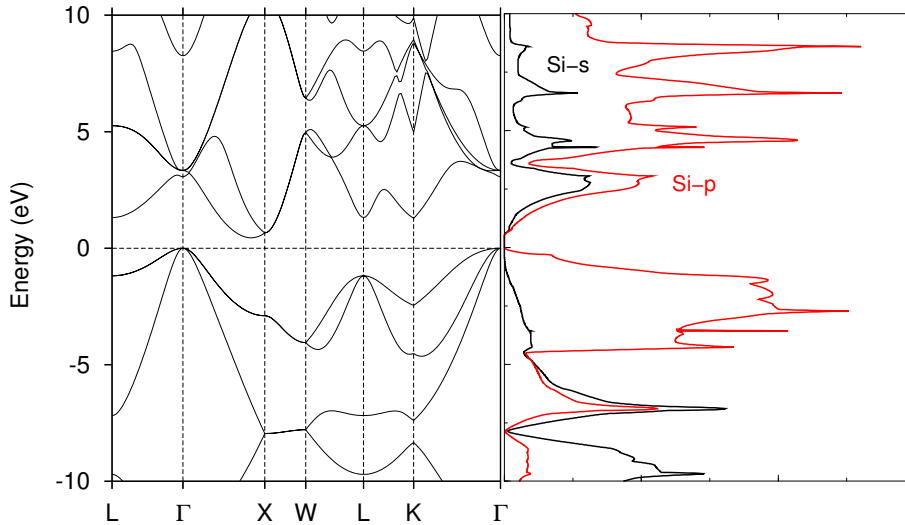 10
5
0
-5
-10
Energy (eV)
L Γ X W L K Γ
Si-s
Si-p